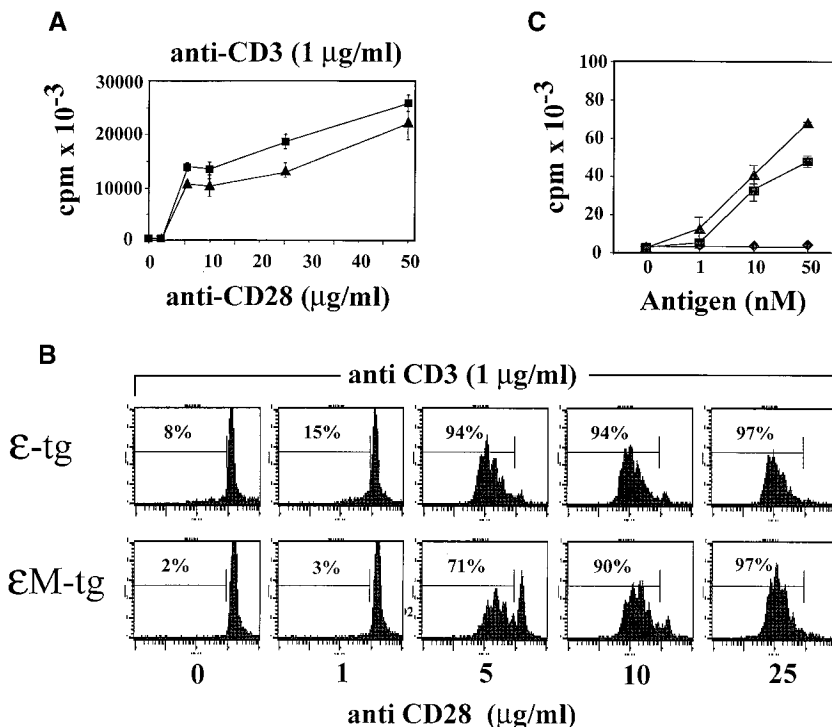 A
anti-CD3 (1 µg/ml)
cpm x 10⁻³
30000
20000
10000
0
0 10 20 30 40 50
anti-CD28 (µg/ml)
C
cpm x 10⁻³
100
80
60
40
20
0
0 1 10 50
Antigen (nM)
B
anti CD3 (1 µg/ml)
ε-tg
8%
15%
94%
94%
97%
εM-tg
2%
3%
71%
90%
97%
0 1 5 10 25
anti CD28 (µg/ml)